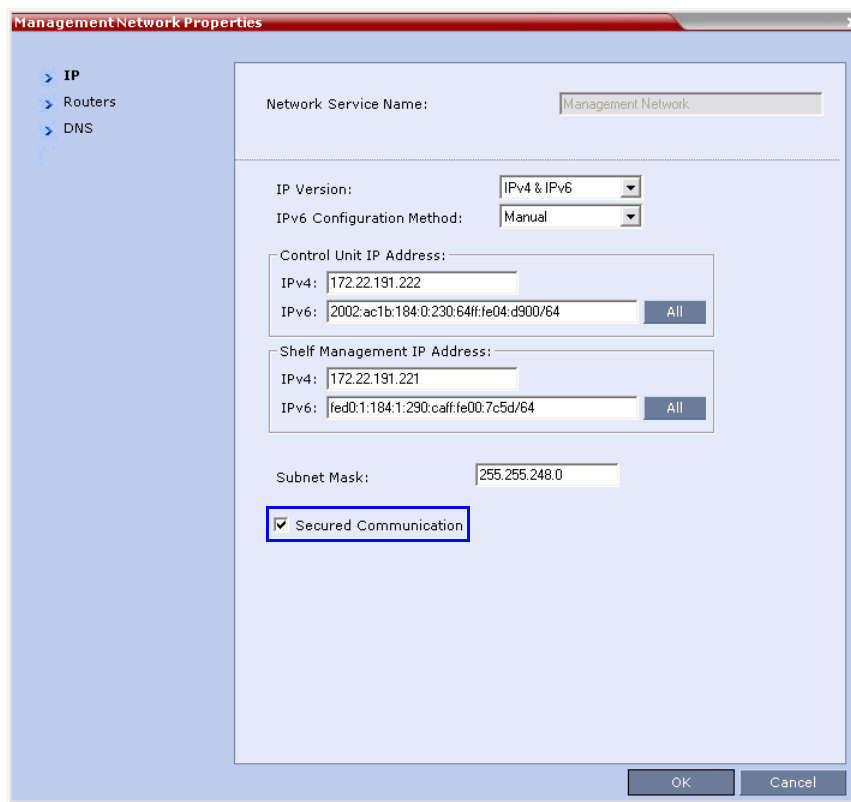 Management Network Properties
IP
Routers
DNS
Network Service Name: Management Network
IP Version: IPv4 & IPv6
IPv6 Configuration Method: Manual
Control Unit IP Address:
IPv4: 172.22.191.222
IPv6: 2002:ac1b:184:0:230:64ff:fe04:d900/64 All
Shelf Management IP Address:
IPv4: 172.22.191.221
IPv6: fed0:1:184:1:290:caff:fe00:7c5d/64 All
Subnet Mask: 255.255.248.0
Secured Communication
OK Cancel